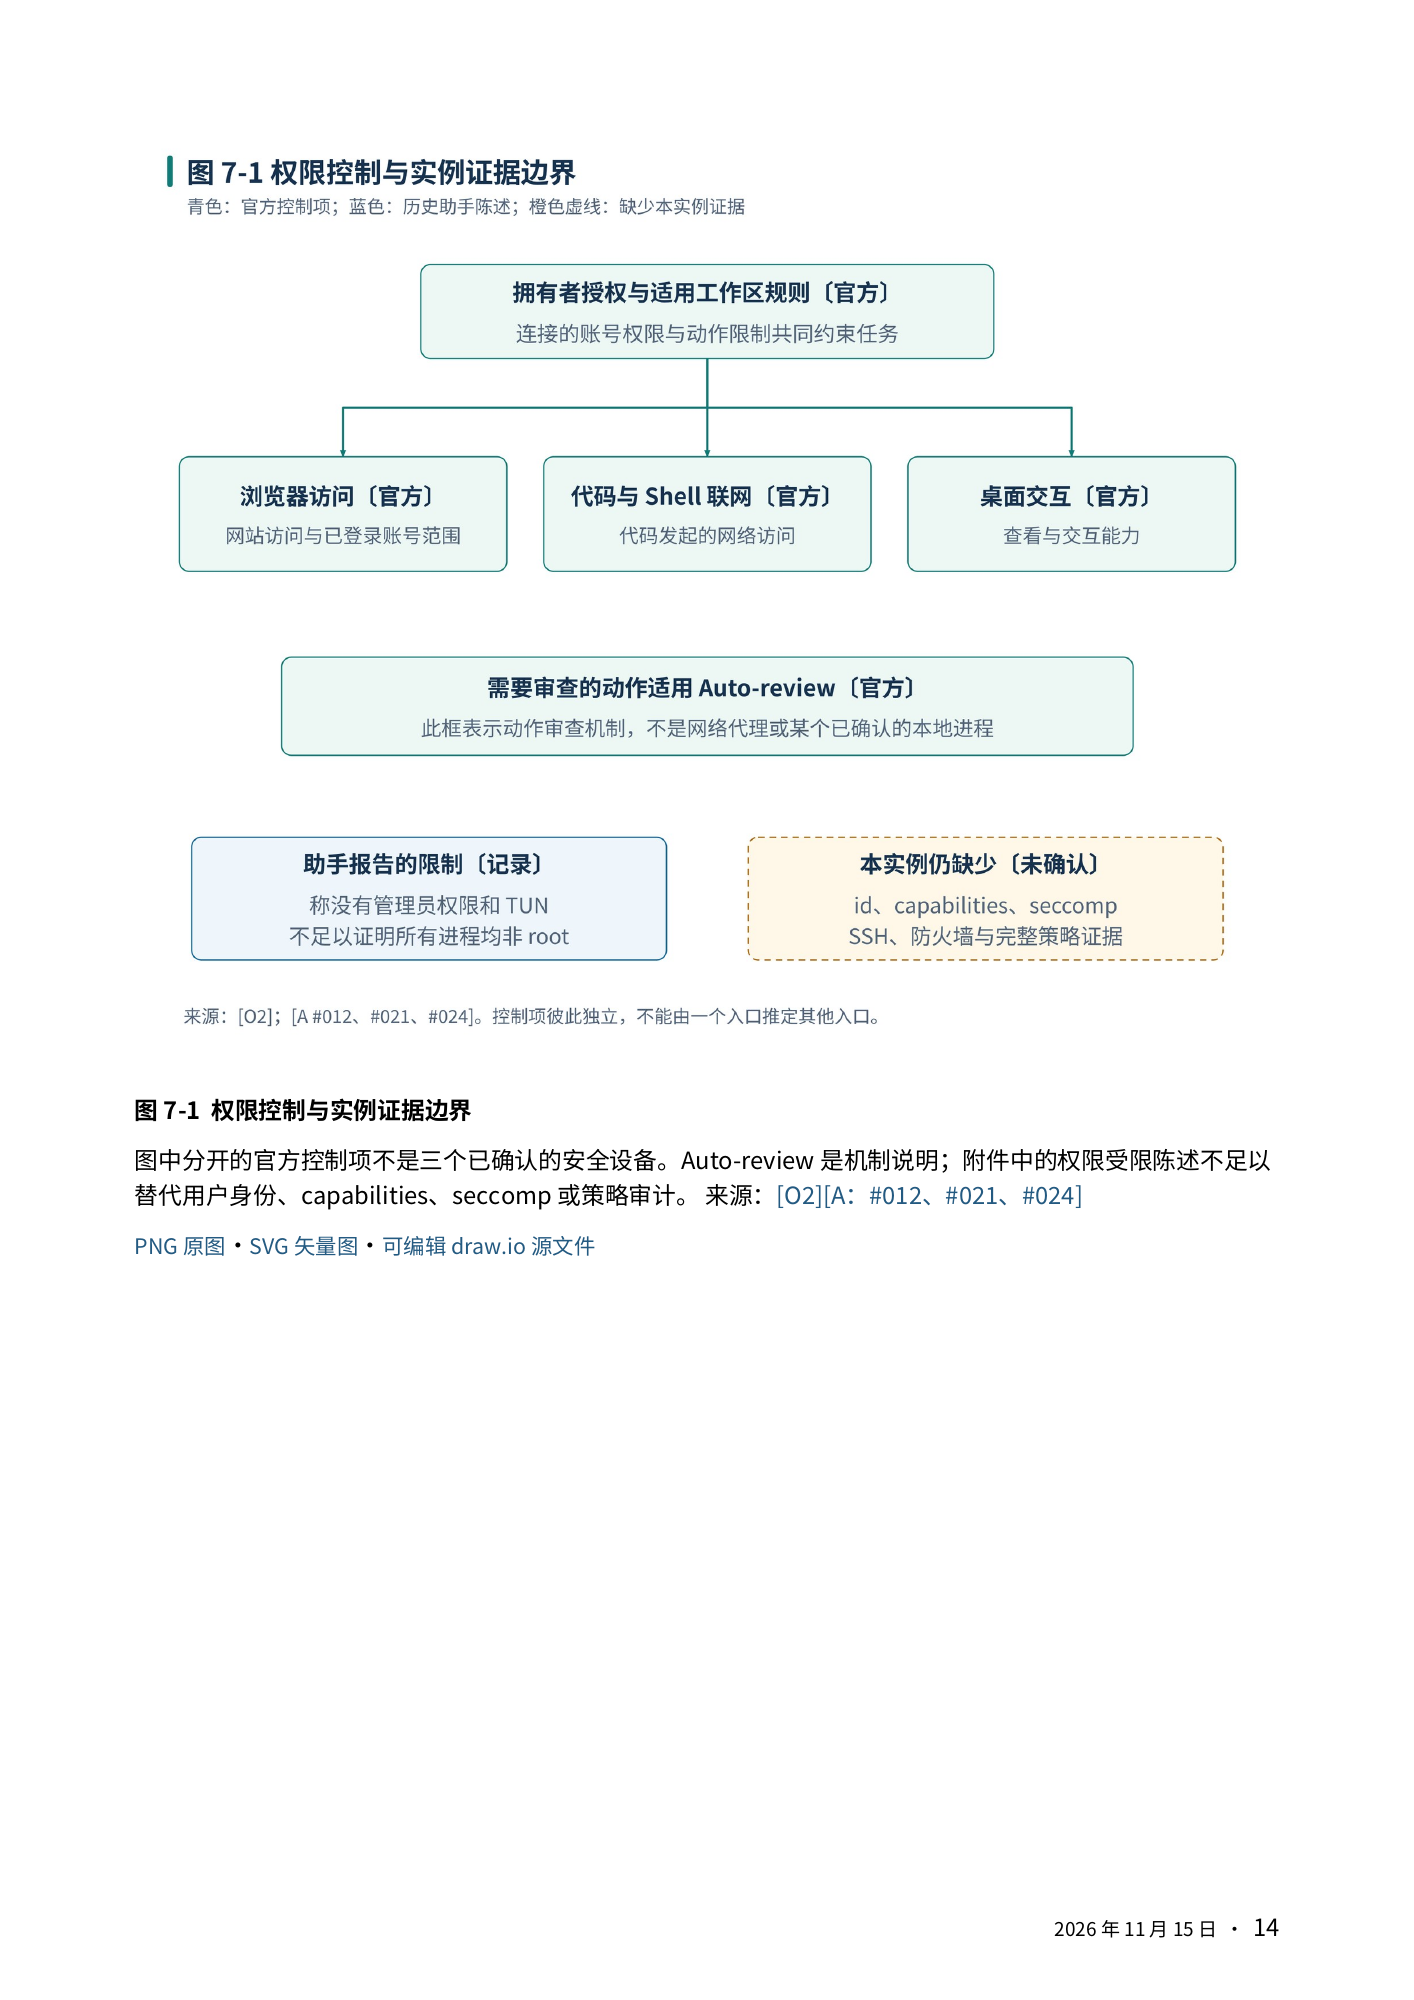 图 7-1 权限控制与实例证据边界
青色：官方控制项；蓝色：历史助手陈述；橙色虚线：缺少本实例证据
拥有者授权与适用工作区规则〔官方〕
连接的账号权限与动作限制共同约束任务
浏览器访问〔官方〕
网站访问与已登录账号范围
代码与 Shell 联网〔官方〕
代码发起的网络访问
桌面交互〔官方〕
查看与交互能力
需要审查的动作适用 Auto-review〔官方〕
此框表示动作审查机制，不是网络代理或某个已确认的本地进程
助手报告的限制〔记录〕
称没有管理员权限和 TUN
不足以证明所有进程均非 root
本实例仍缺少〔未确认〕
id、capabilities、seccomp
SSH、防火墙与完整策略证据
来源：[O2]；[A #012、#021、#024]。控制项彼此独立，不能由一个入口推定其他入口。
图 7-1 权限控制与实例证据边界
图中分开的官方控制项不是三个已确认的安全设备。Auto-review 是机制说明；附件中的权限受限陈述不足以
替代用户身份、capabilities、seccomp 或策略审计。 来源：[O2][A：#012、#021、#024]
PNG 原图 • SVG 矢量图 • 可编辑 draw.io 源文件
2026 年 11 月 15 日 · 14